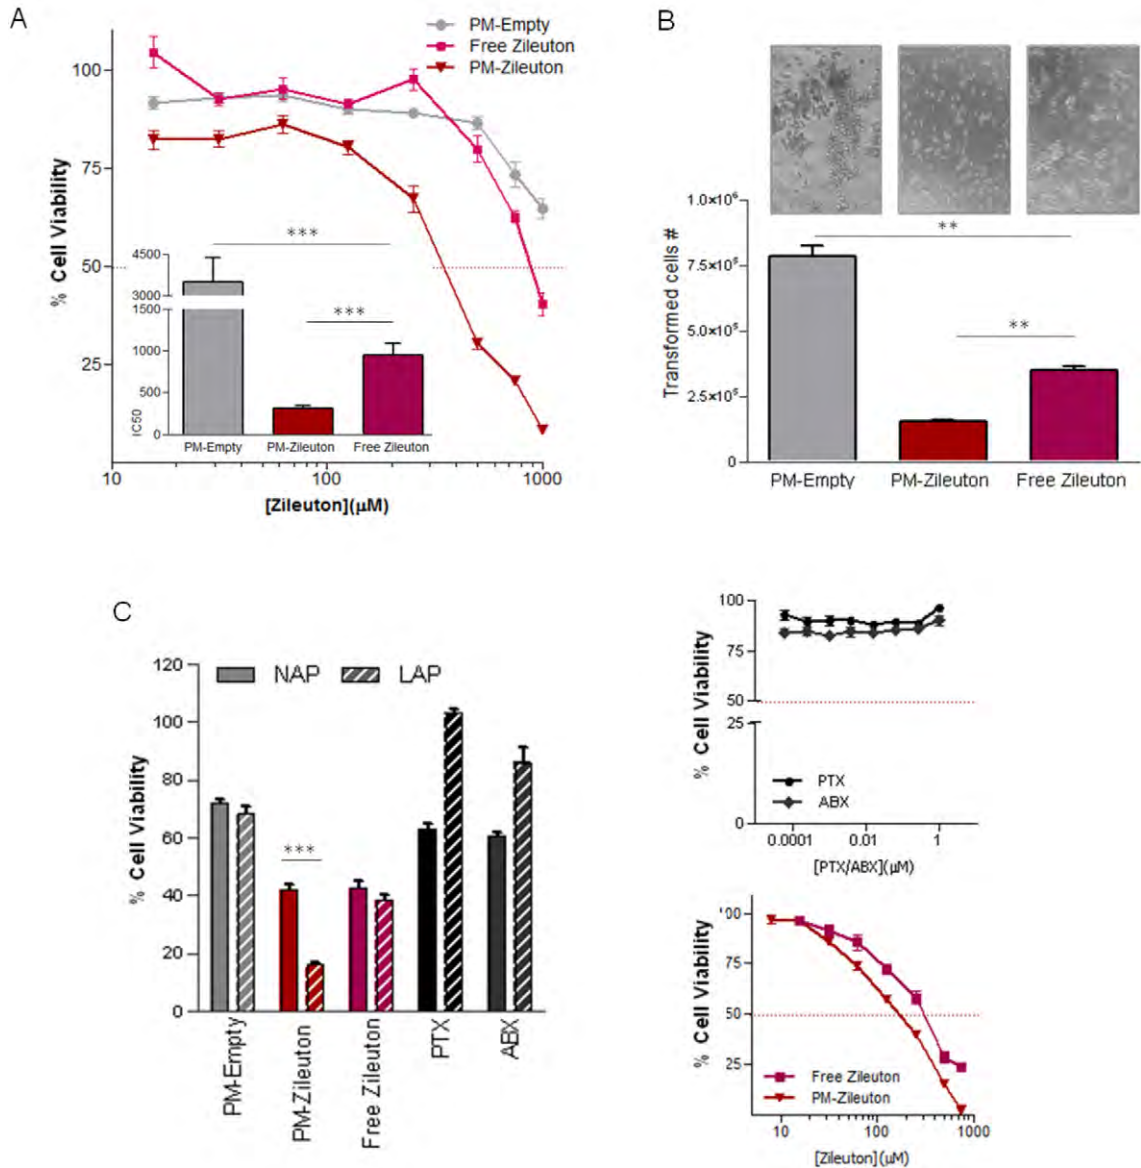 A
PM-Empty
Free Zileuton
PM-Zileuton
100
75
50
25
% Cell Viability
***
***
4500
3000
1500
1000
500
0
IC50
PM-Empty PM-Zileuton Free Zileuton
10 100 1000
[Zileuton](μM)
B
1.0×10⁶
7.5×10⁵
5.0×10⁵
2.5×10⁵
0
Transformed cells #
**
**
PM-Empty PM-Zileuton Free Zileuton
C
NAP LAP
120
100
80
60
40
20
0
% Cell Viability
***
PM-Empty
PM-Zileuton
Free Zileuton
PTX
ABX
100
75
50
25
0
% Cell Viability
PTX
ABX
0.0001 0.01 1
[PTX/ABX](μM)
75
50
25
% Cell Viability
Free Zileuton
PM-Zileuton
10 100 1000
[Zileuton](μM)